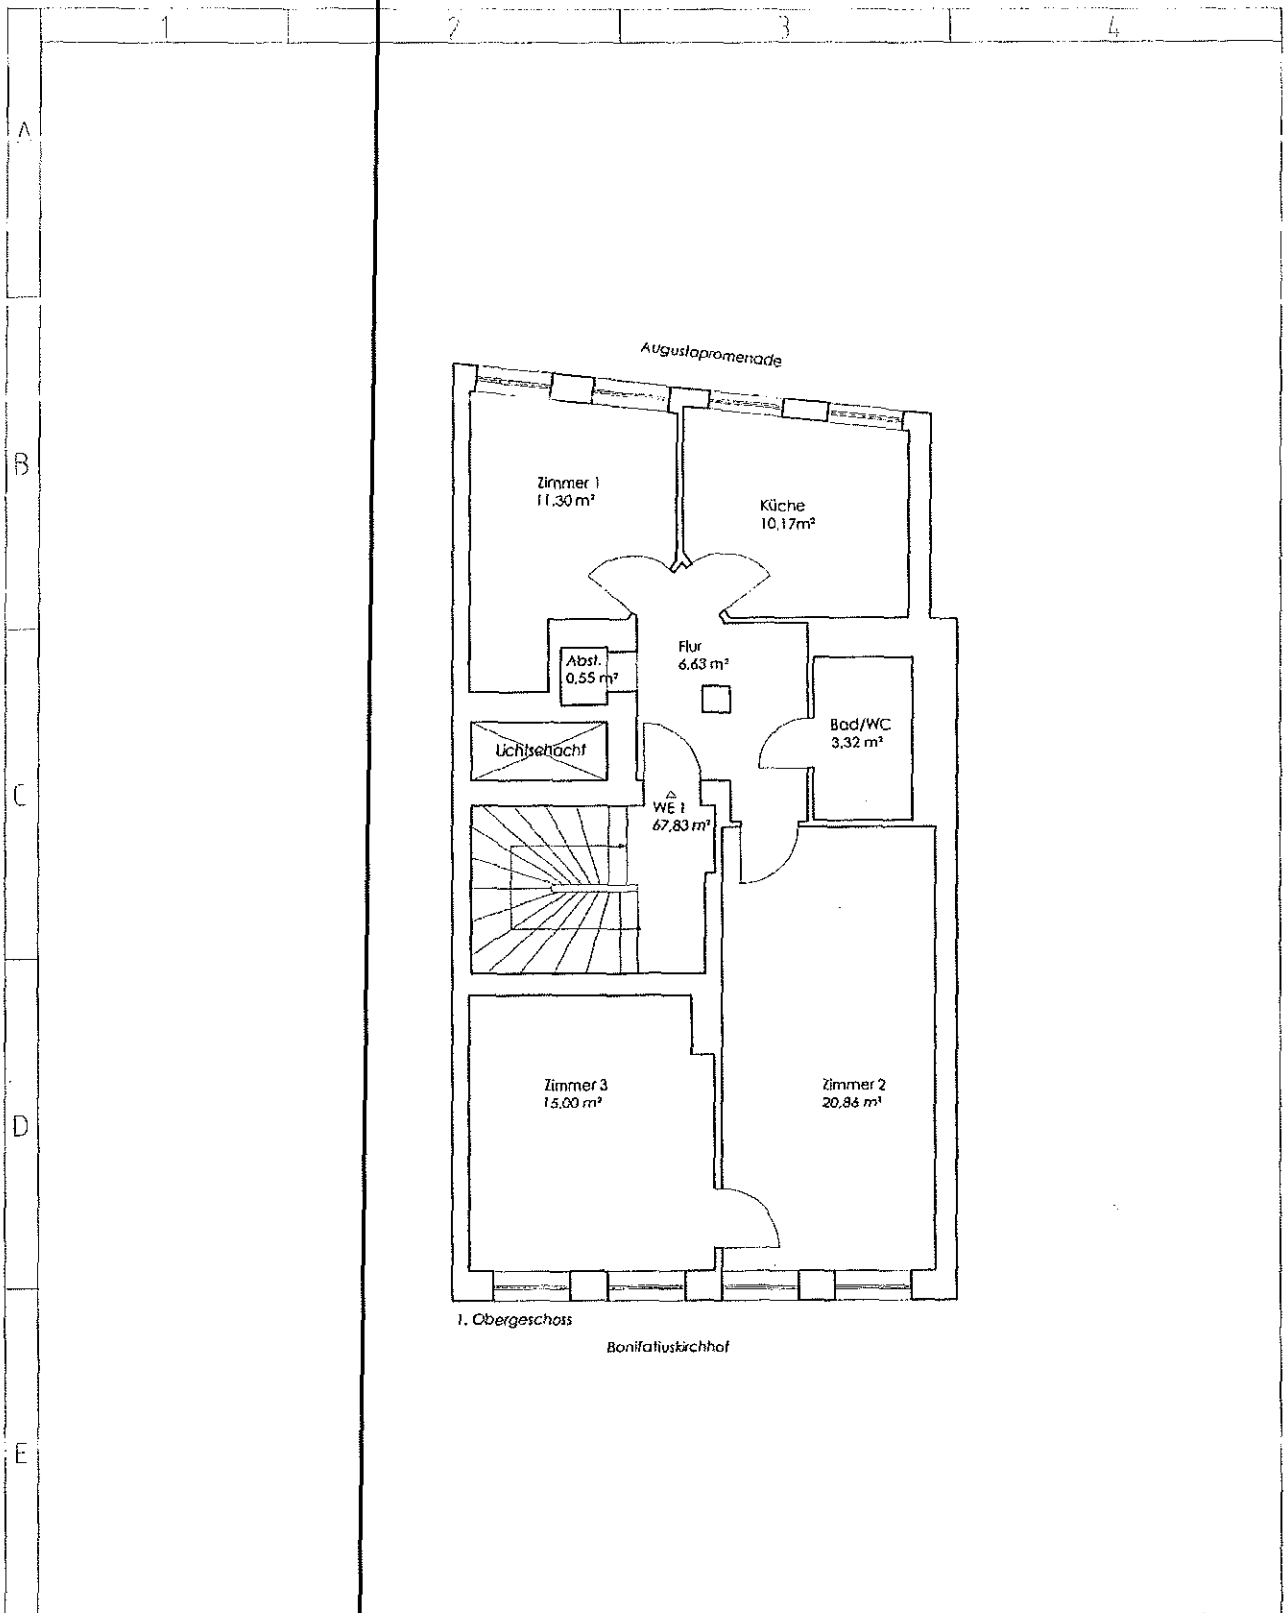 1 2 3 4
A
Augustapromenade
B
Zimmer 1
11,30 m²
Küche
10,17m²
Flur
6,63 m²
Abst.
0,55 m²
Bad/WC
3,32 m²
Lichtschacht
C
WE 1
67,83 m²
D
Zimmer 3
15,00 m²
Zimmer 2
20,86 m²
1. Obergeschoss
Bonifatiuskirchhof
E